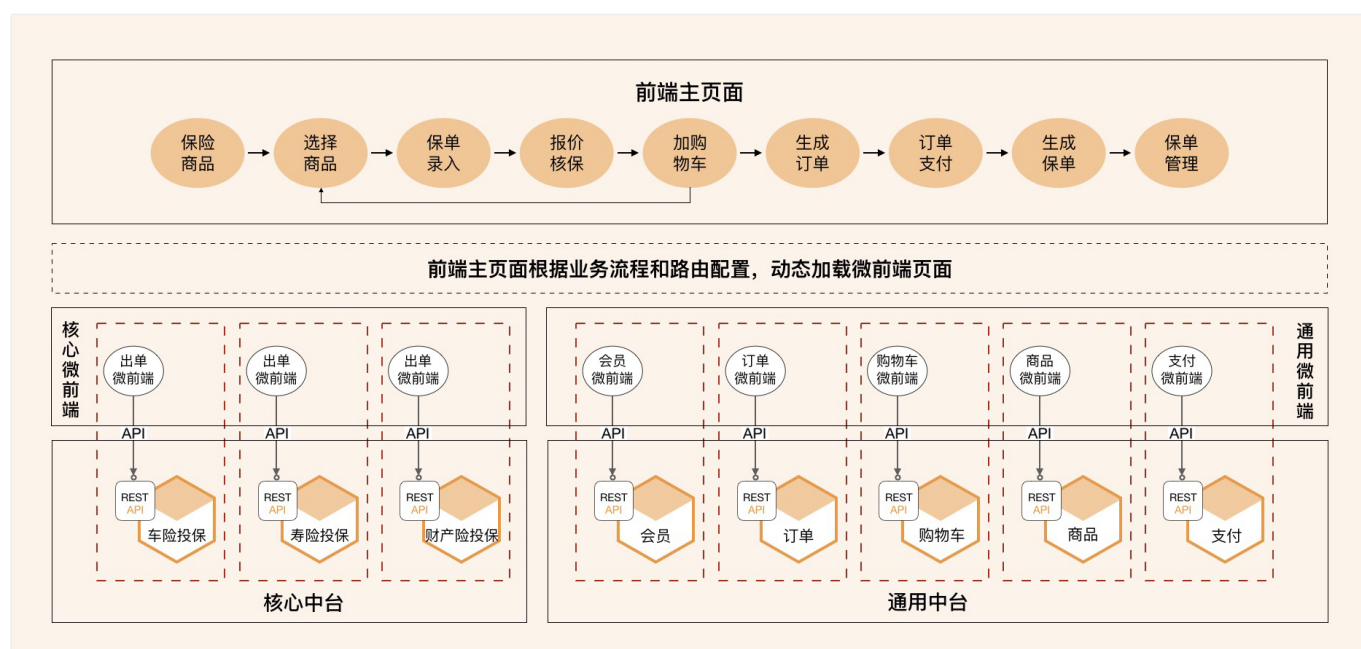 前端主页面
保险
商品
选择
商品
保单
录入
报价
核保
加购
物车
生成
订单
订单
支付
生成
保单
保单
管理
前端主页面根据业务流程和路由配置，动态加载微前端页面
核心微前端
出单
微前端
出单
微前端
出单
微前端
会员
微前端
订单
微前端
购物车
微前端
商品
微前端
支付
微前端
通用微前端
API
API
API
API
API
API
API
API
REST
API
车险投保
REST
API
寿险投保
REST
API
财产险投保
REST
API
会员
REST
API
订单
REST
API
购物车
REST
API
商品
REST
API
支付
核心中台
通用中台